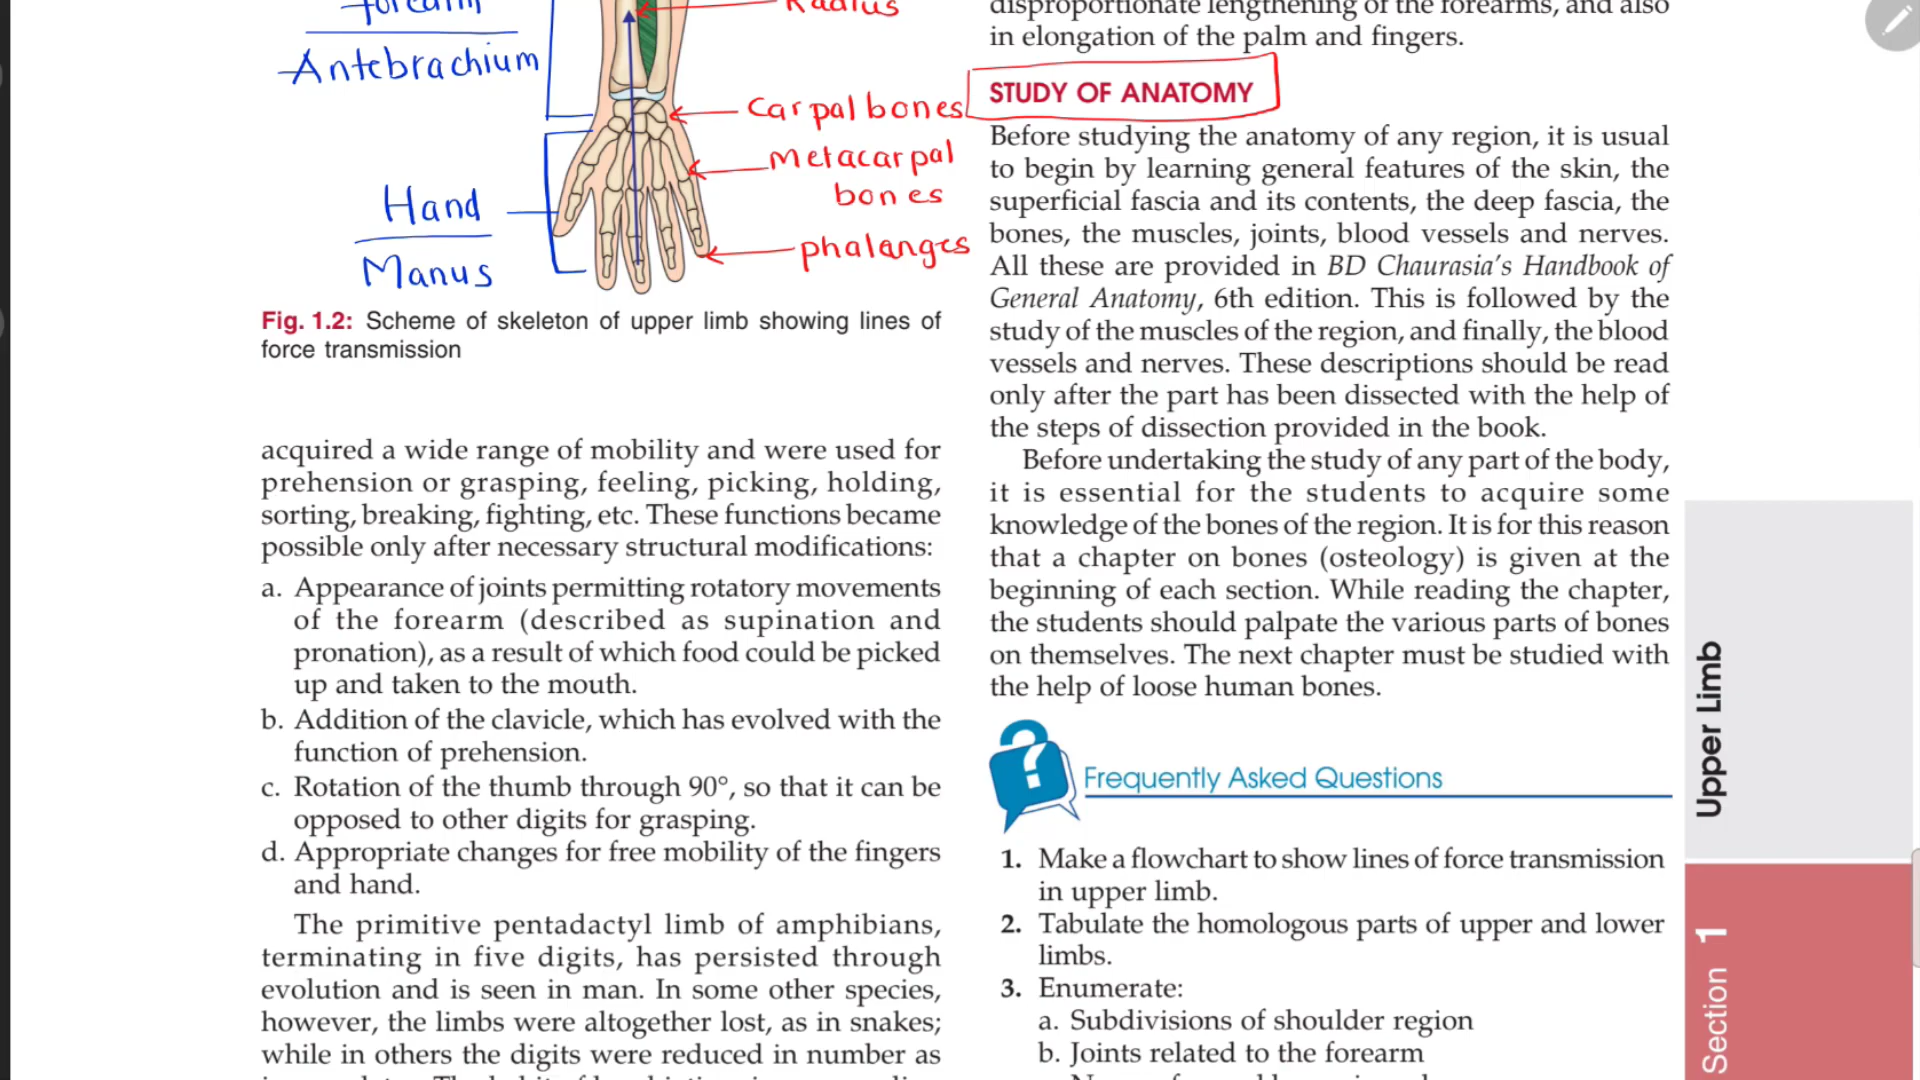 forearm
Antebrachium
Radius
Carpal bones
Metacarpal
bones
phalanges
Hand
Manus
Fig. 1.2: Scheme of skeleton of upper limb showing lines of
force transmission
acquired a wide range of mobility and were used for
prehension or grasping, feeling, picking, holding,
sorting, breaking, fighting, etc. These functions became
possible only after necessary structural modifications:
a. Appearance of joints permitting rotatory movements
of the forearm (described as supination and
pronation), as a result of which food could be picked
up and taken to the mouth.
b. Addition of the clavicle, which has evolved with the
function of prehension.
c. Rotation of the thumb through 90°, so that it can be
opposed to other digits for grasping.
d. Appropriate changes for free mobility of the fingers
and hand.
The primitive pentadactyl limb of amphibians,
terminating in five digits, has persisted through
evolution and is seen in man. In some other species,
however, the limbs were altogether lost, as in snakes;
while in others the digits were reduced in number as
disproportionate lengthening of the forearms, and also
in elongation of the palm and fingers.
STUDY OF ANATOMY
Before studying the anatomy of any region, it is usual
to begin by learning general features of the skin, the
superficial fascia and its contents, the deep fascia, the
bones, the muscles, joints, blood vessels and nerves.
All these are provided in BD Chaurasia's Handbook of
General Anatomy, 6th edition. This is followed by the
study of the muscles of the region, and finally, the blood
vessels and nerves. These descriptions should be read
only after the part has been dissected with the help of
the steps of dissection provided in the book.
Before undertaking the study of any part of the body,
it is essential for the students to acquire some
knowledge of the bones of the region. It is for this reason
that a chapter on bones (osteology) is given at the
beginning of each section. While reading the chapter,
the students should palpate the various parts of bones
on themselves. The next chapter must be studied with
the help of loose human bones.
Frequently Asked Questions
1. Make a flowchart to show lines of force transmission
in upper limb.
2. Tabulate the homologous parts of upper and lower
limbs.
3. Enumerate:
a. Subdivisions of shoulder region
b. Joints related to the forearm
Upper Limb
Section 1